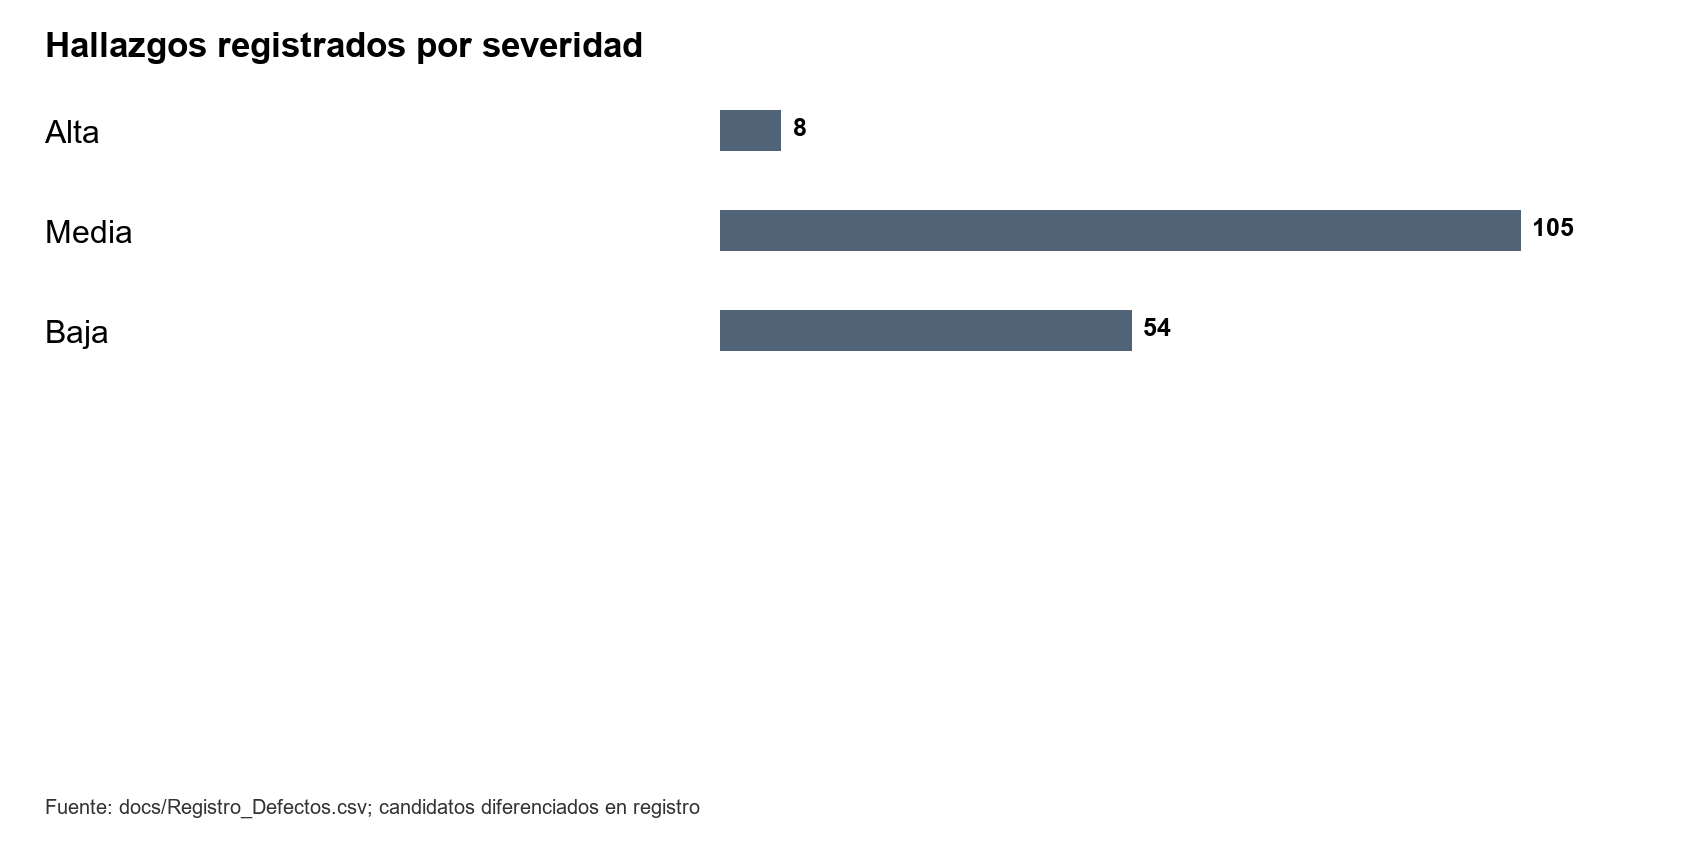 Hallazgos registrados por severidad
Alta 8
Media 105
Baja 54
Fuente: docs/Registro_Defectos.csv; candidatos diferenciados en registro